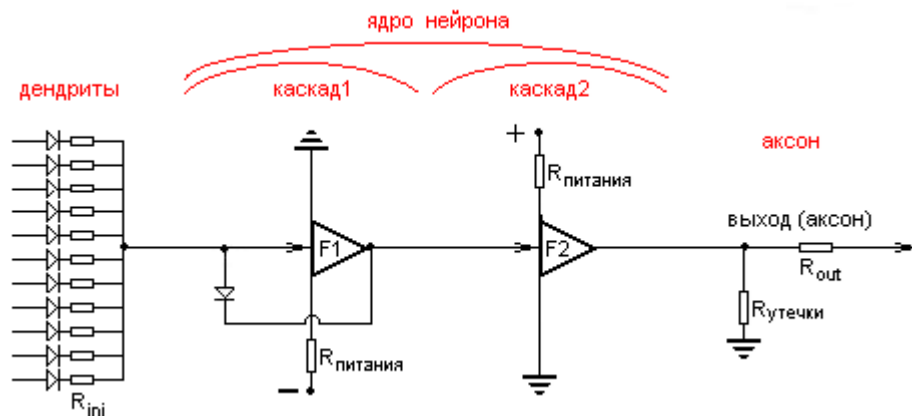 ядро нейрона
дендриты
каскад1
каскад2
аксон
+
R питания
выход (аксон)
F1
F2
R out
R утечки
R питания
−
R inj